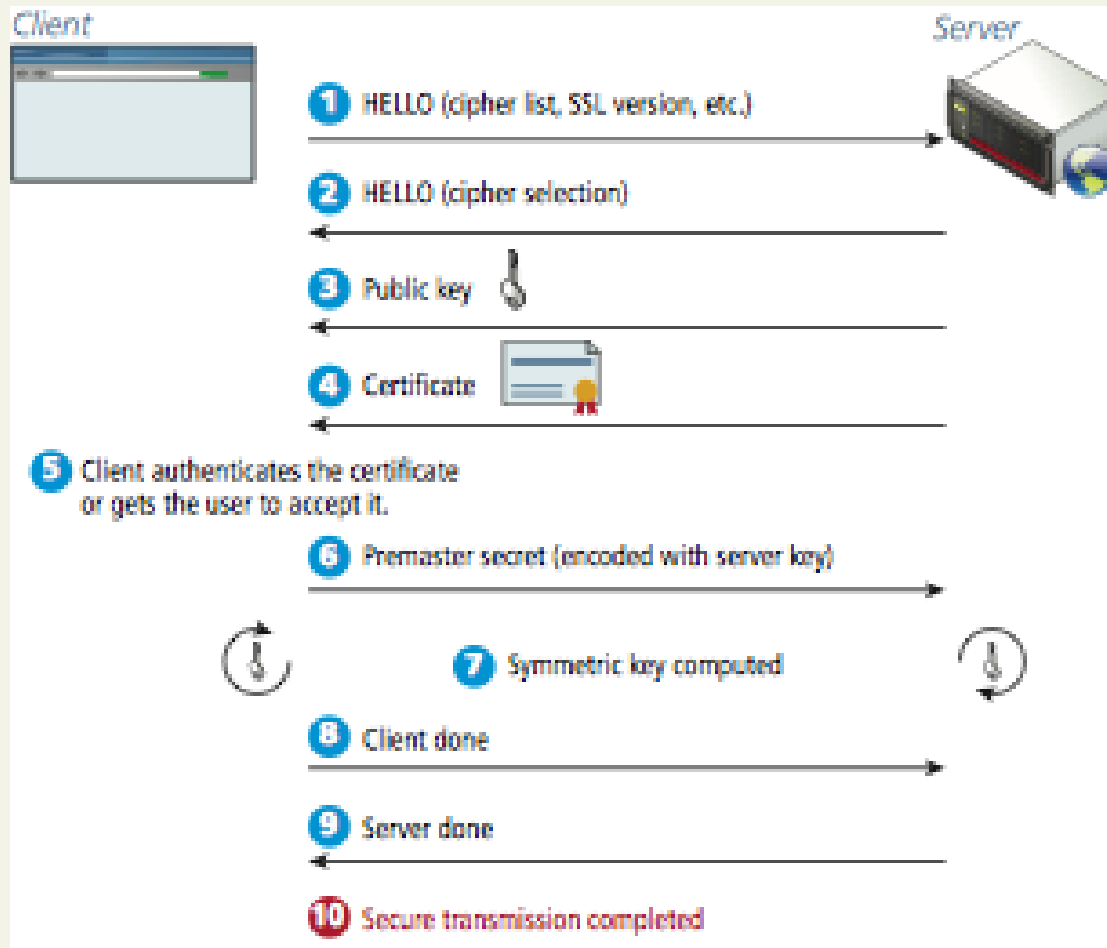 Client
Server
1 HELLO (cipher list, SSL version, etc.)
2 HELLO (cipher selection)
3 Public key
4 Certificate
5 Client authenticates the certificate
or gets the user to accept it.
6 Premaster secret (encoded with server key)
7 Symmetric key computed
8 Client done
9 Server done
10 Secure transmission completed